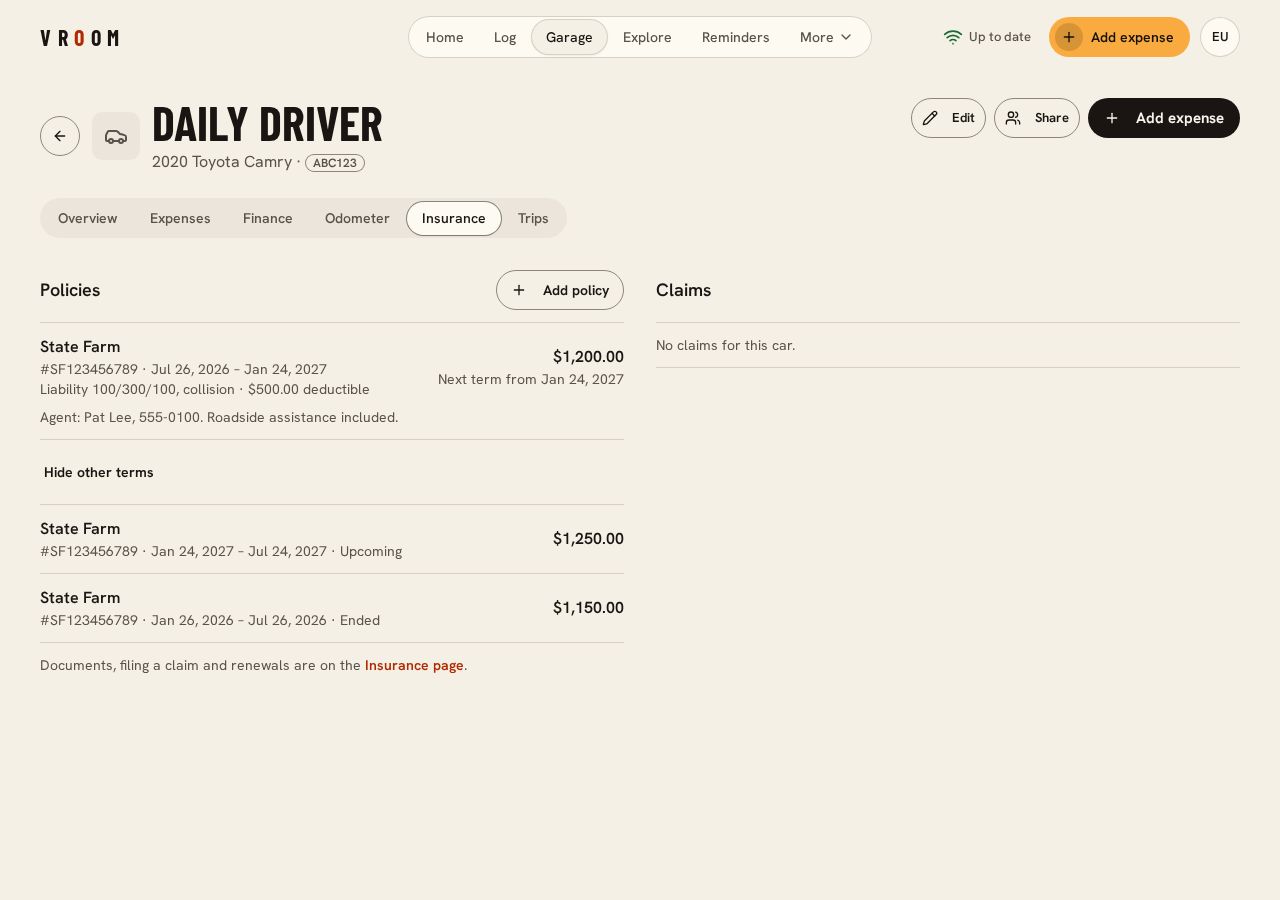 VROOM
Home
Log
Garage
Explore
Reminders
More
Up to date
Add expense
EU
DAILY DRIVER
2020 Toyota Camry · ABC123
Edit
Share
Add expense
Overview
Expenses
Finance
Odometer
Insurance
Trips
Policies
Add policy
State Farm
#SF123456789 · Jul 26, 2026 – Jan 24, 2027
Liability 100/300/100, collision · $500.00 deductible
Agent: Pat Lee, 555-0100. Roadside assistance included.
$1,200.00
Next term from Jan 24, 2027
Hide other terms
State Farm
#SF123456789 · Jan 24, 2027 – Jul 24, 2027 · Upcoming
$1,250.00
State Farm
#SF123456789 · Jan 26, 2026 – Jul 26, 2026 · Ended
$1,150.00
Documents, filing a claim and renewals are on the Insurance page.
Claims
No claims for this car.